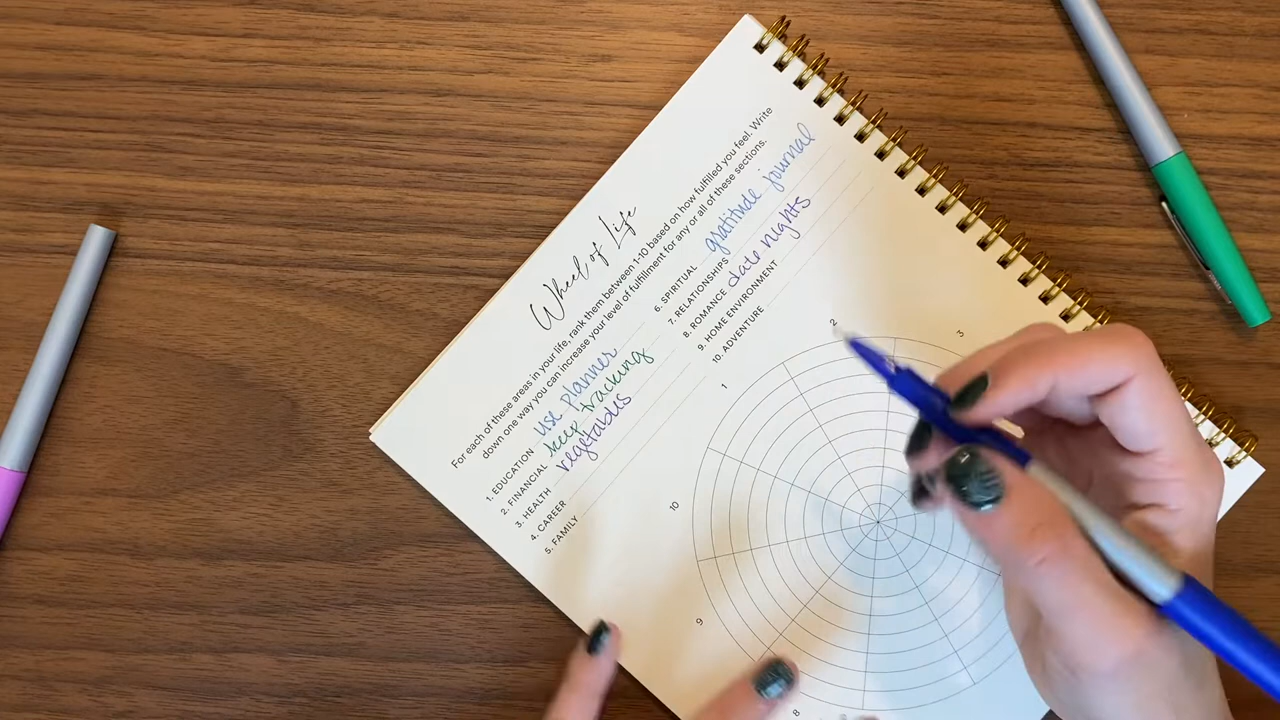 Wheel of Life
For each of these areas in your life, rank them between 1-10 based on how fulfilled you feel. Write
down one way you can increase your level of fulfillment for any or all of these sections.
1. EDUCATION use planner
2. FINANCIAL keep tracking
3. HEALTH vegetables
4. CAREER
5. FAMILY
6. SPIRITUAL gratitude journal
7. RELATIONSHIPS
8. ROMANCE date nights
9. HOME ENVIRONMENT
10. ADVENTURE
1
2
3
10
9
8